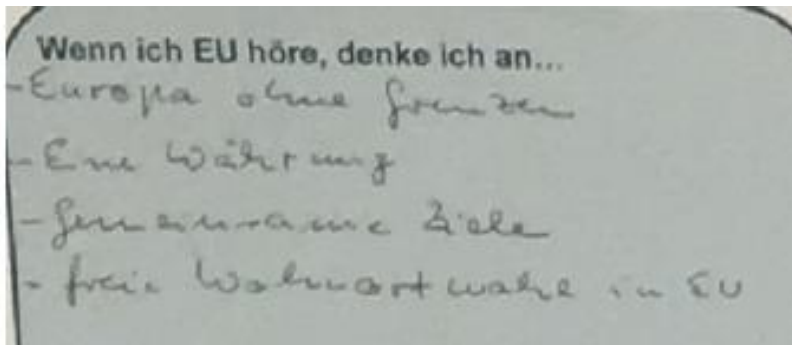 Wenn ich EU höre, denke ich an...
- Europa ohne Grenzen
- Eine Währung
- Gemeinsame Ziele
- freie Wohnortwahl in EU